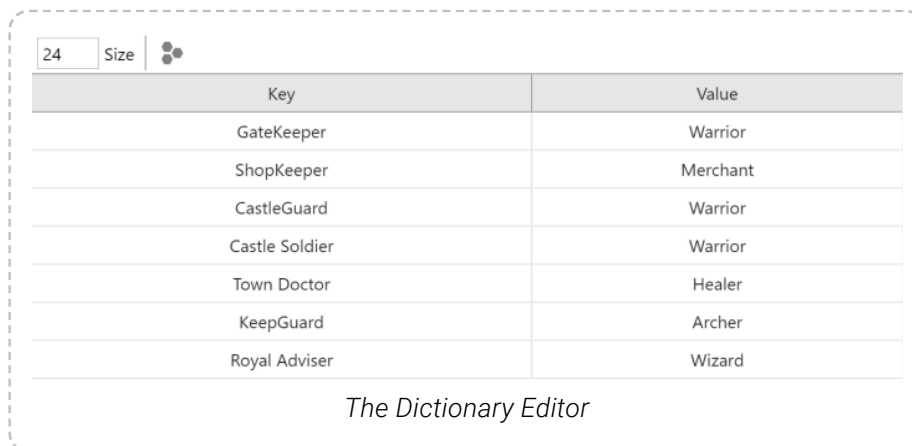 24 Size
Key Value
GateKeeper Warrior
ShopKeeper Merchant
CastleGuard Warrior
Castle Soldier Warrior
Town Doctor Healer
KeepGuard Archer
Royal Adviser Wizard
The Dictionary Editor